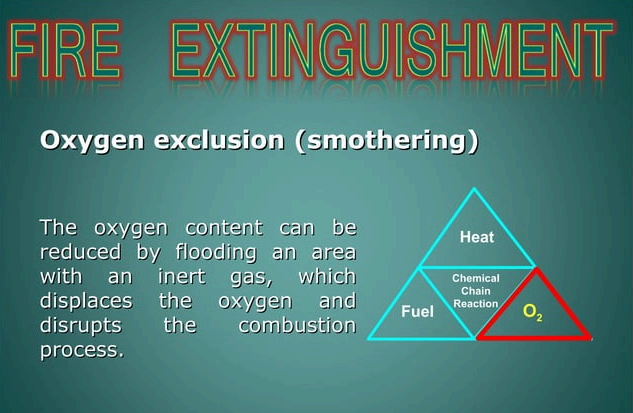 FIRE EXTINGUISHMENT
Oxygen exclusion (smothering)
The oxygen content can be
reduced by flooding an area
with an inert gas, which
displaces the oxygen and
disrupts the combustion
process.
Heat
Chemical
Chain
Reaction
Fuel
O₂